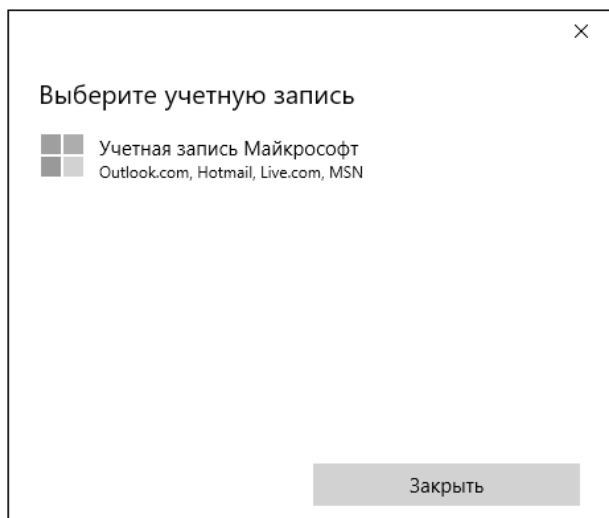 Выберите учетную запись
Учетная запись Майкрософт
Outlook.com, Hotmail, Live.com, MSN
Закрыть